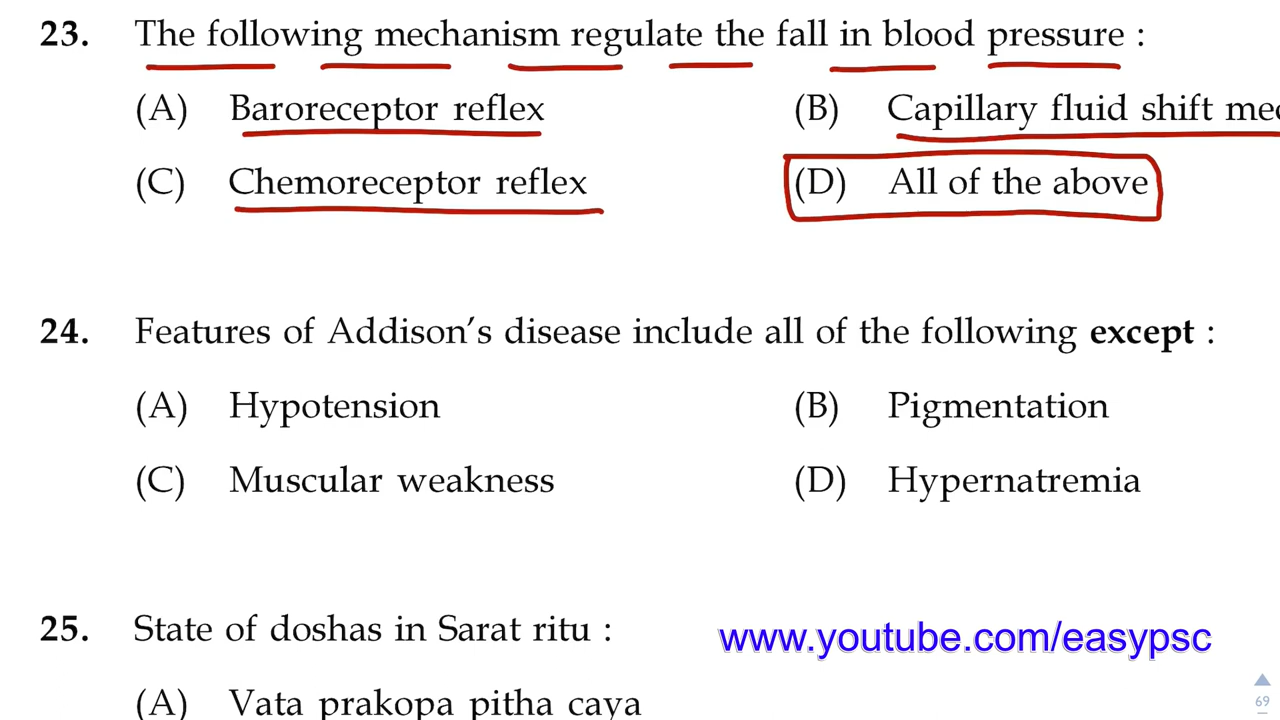 23. The following mechanism regulate the fall in blood pressure :
(A) Baroreceptor reflex (B) Capillary fluid shift
(C) Chemoreceptor reflex (D) All of the above
24. Features of Addison's disease include all of the following except :
(A) Hypotension (B) Pigmentation
(C) Muscular weakness (D) Hypernatremia
25. State of doshas in Sarat ritu :
www.youtube.com/easypsc
(A) Vata prakopa pitha caya
69